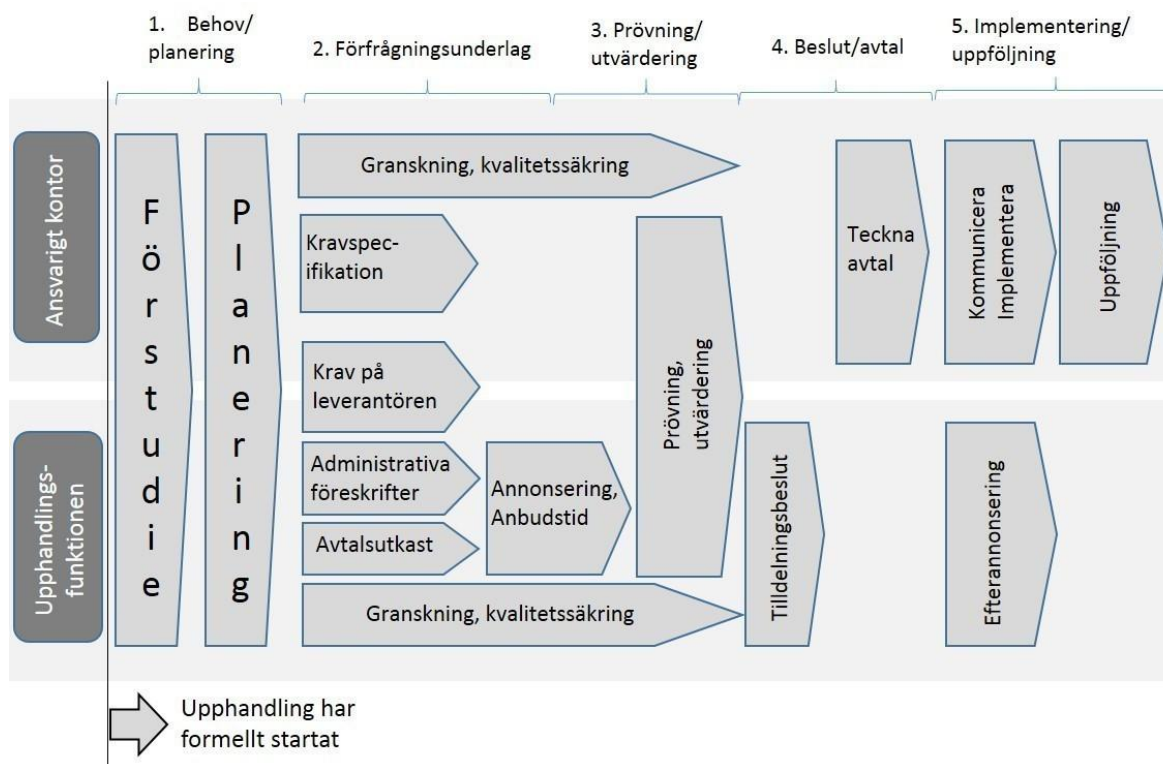 1. Behov/
planering
2. Förfrågningsunderlag
3. Prövning/
utvärdering
4. Beslut/avtal
5. Implementering/
uppföljning
Ansvarigt kontor
Förstudie
Planering
Granskning, kvalitetssäkring
Kravspec-
ifikation
Krav på
leverantören
Prövning,
utvärdering
Teckna
avtal
Kommunicera
Implementera
Uppföljning
Upphandlings-
funktionen
Administrativa
föreskrifter
Avtalsutkast
Annonsering,
Anbudstid
Granskning, kvalitetssäkring
Tilldelningsbeslut
Efterannonsering
Upphandling har
formellt startat